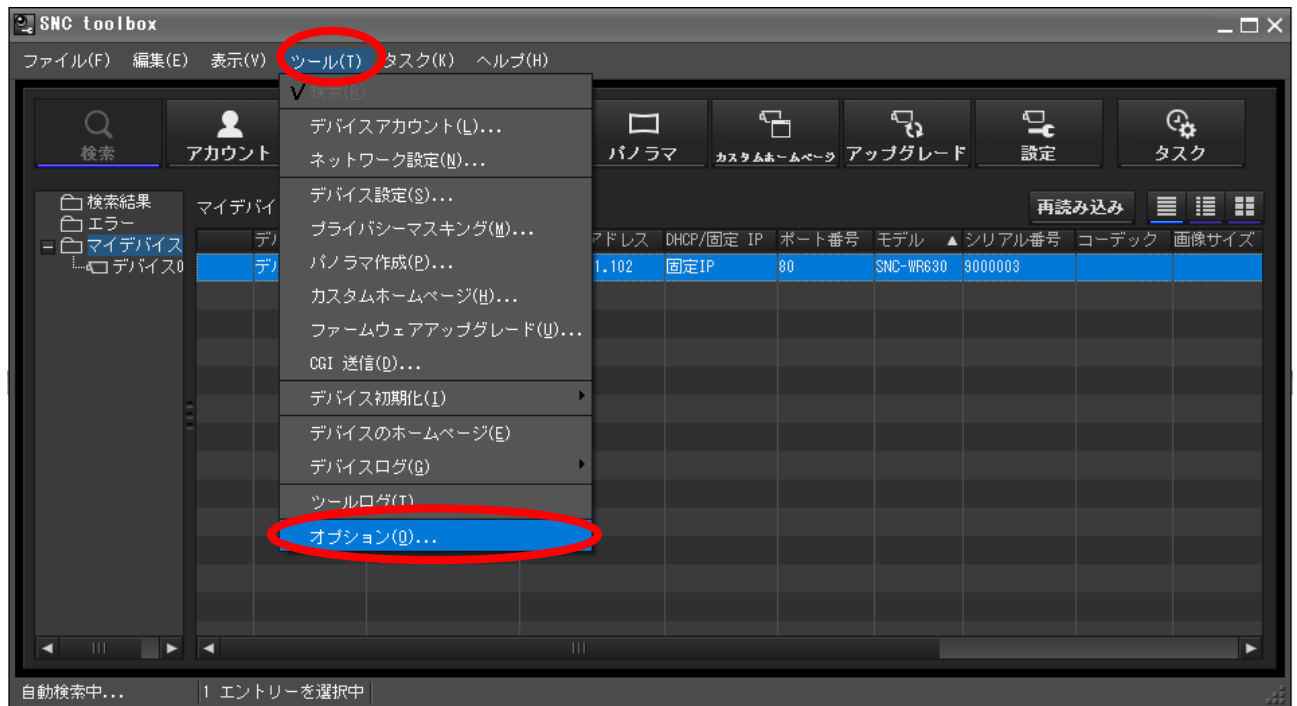 SNC toolbox
ファイル(F) 編集(E) 表示(V) ツール(T) タスク(K) ヘルプ(H)
検索(R)
デバイスアカウント(L)...
ネットワーク設定(N)...
デバイス設定(S)...
プライバシーマスキング(M)...
パノラマ作成(P)...
カスタムホームページ(H)...
ファームウェアアップグレード(U)...
CGI 送信(D)...
デバイス初期化(I)
デバイスのホームページ(E)
デバイスログ(G)
ツールログ(T)
オプション(O)...
検索 アカウント パノラマ カスタムホームページ アップグレード 設定 タスク
検索結果
エラー
マイデバイス
デバイス0
マイデバイ 再読み込み
デバ アドレス DHCP/固定 IP ポート番号 モデル ▲ シリアル番号 コーデック 画像サイズ
デバ 1.102 固定IP 80 SNC-WR630 9000003
自動検索中... 1 エントリーを選択中